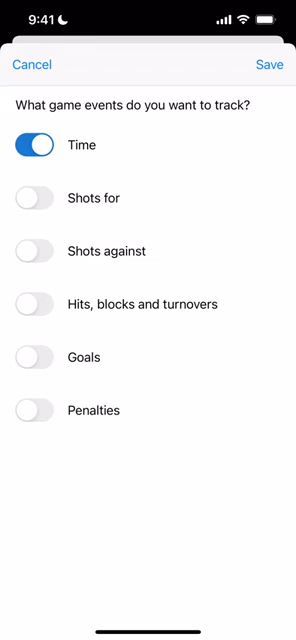 9:41
Cancel
Save
What game events do you want to track?
Time
Shots for
Shots against
Hits, blocks and turnovers
Goals
Penalties